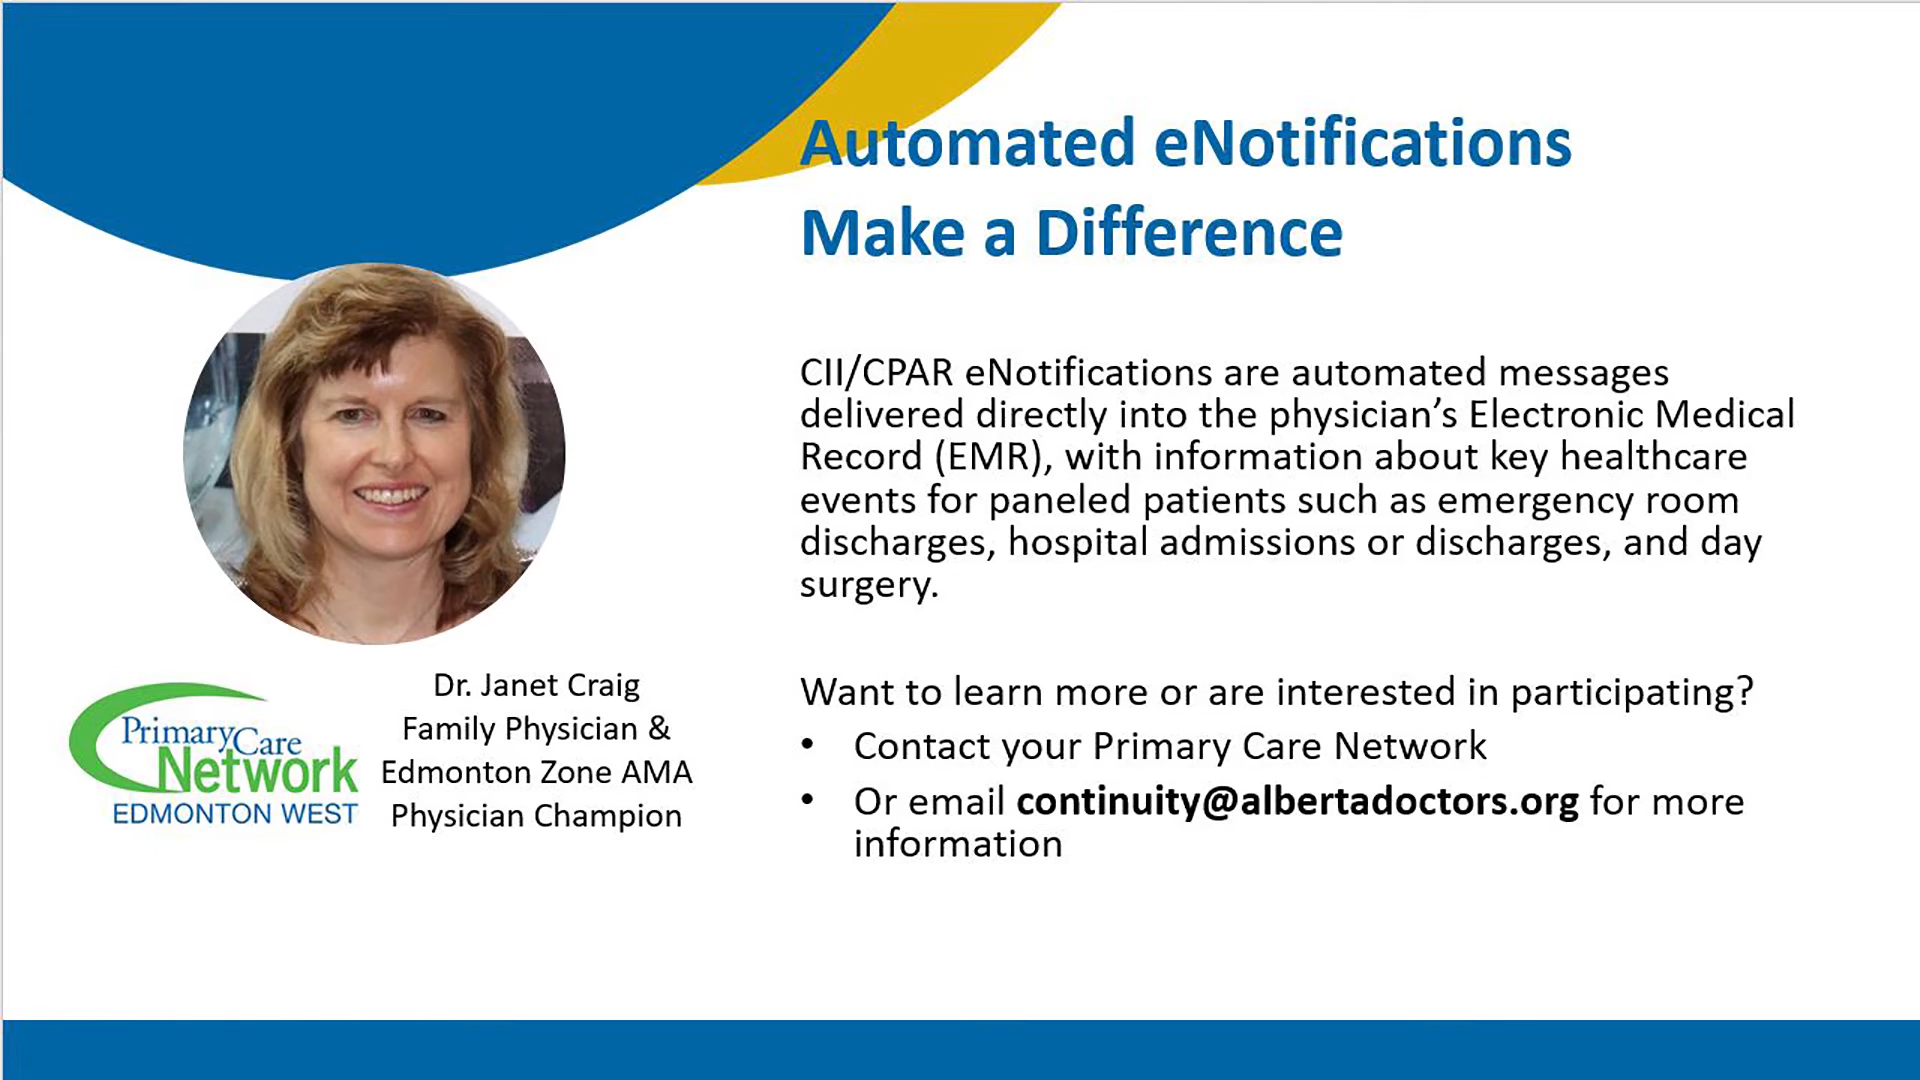 Automated eNotifications
Make a Difference
CII/CPAR eNotifications are automated messages
delivered directly into the physician’s Electronic Medical
Record (EMR), with information about key healthcare
events for paneled patients such as emergency room
discharges, hospital admissions or discharges, and day
surgery.
Want to learn more or are interested in participating?
• Contact your Primary Care Network
• Or email continuity@albertadoctors.org for more
information
PrimaryCare
Network
EDMONTON WEST
Dr. Janet Craig
Family Physician &
Edmonton Zone AMA
Physician Champion